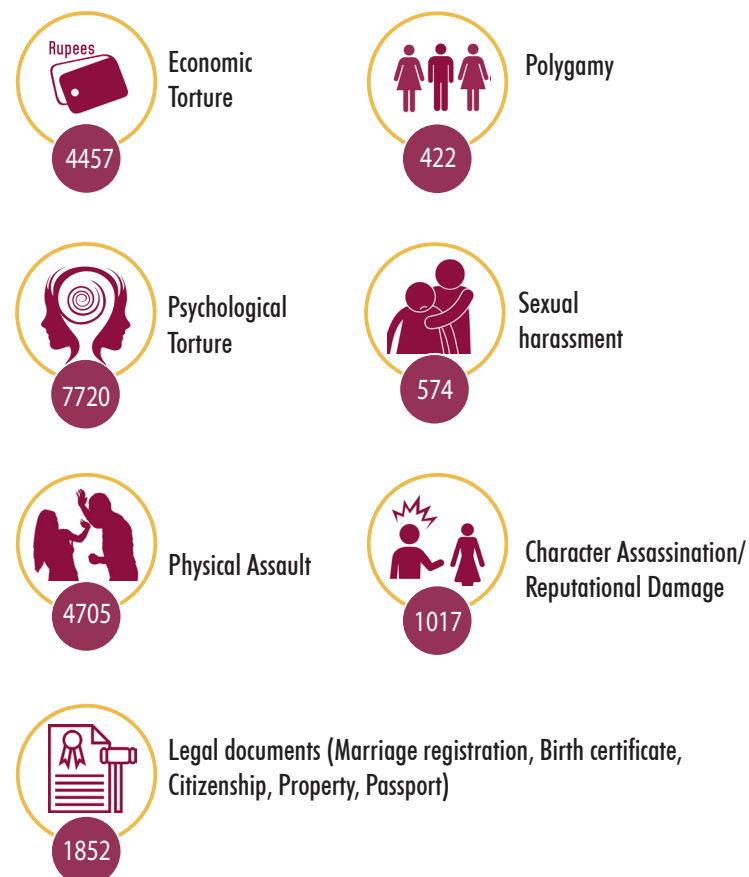 Rupees
Economic
Torture
4457
Polygamy
422
Psychological
Torture
7720
Sexual
harassment
574
Physical Assault
4705
Character Assassination/
Reputational Damage
1017
Legal documents (Marriage registration, Birth certificate,
Citizenship, Property, Passport)
1852